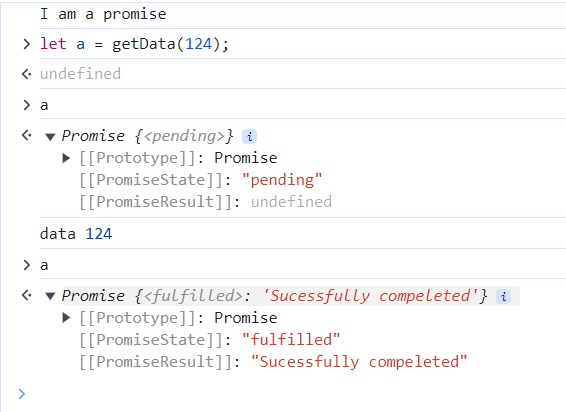 I am a promise
> let a = getData(124);
undefined
> a
Promise {<pending>} i
[[Prototype]]: Promise
[[PromiseState]]: "pending"
[[PromiseResult]]: undefined
data 124
> a
Promise {<fulfilled>: 'Sucessfully compeleted'} i
[[Prototype]]: Promise
[[PromiseState]]: "fulfilled"
[[PromiseResult]]: "Sucessfully compeleted"
>